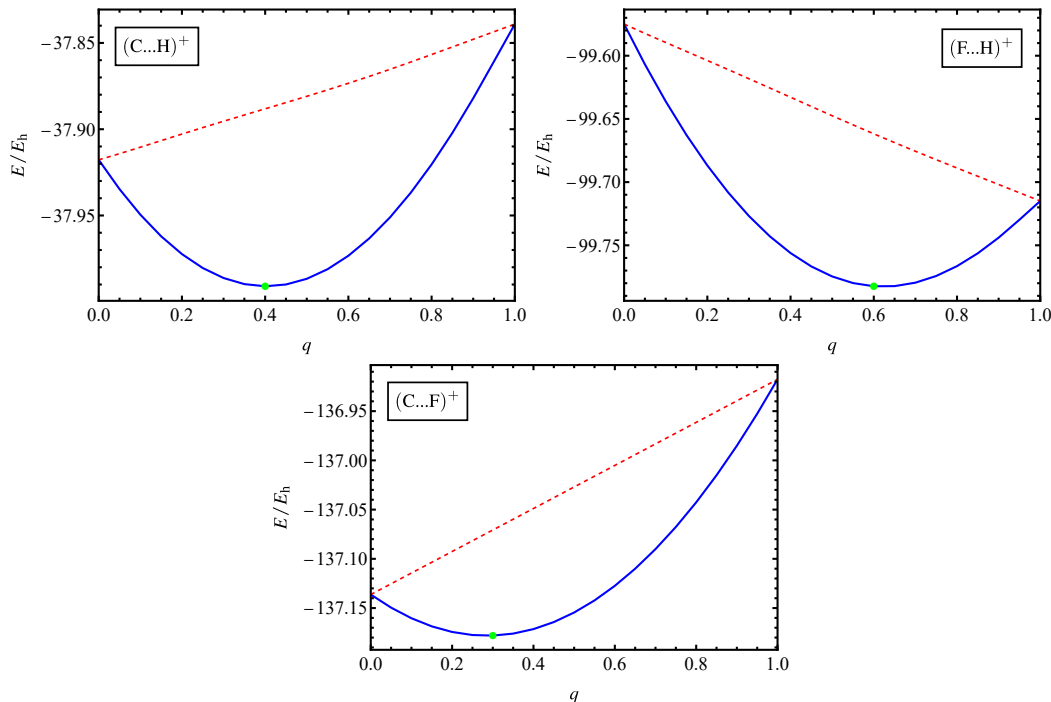 (C...H)⁺
−37.85
−37.90
−37.95
E/Eₕ
0.0 0.2 0.4 0.6 0.8 1.0
q
(F...H)⁺
−99.60
−99.65
−99.70
−99.75
E/Eₕ
0.0 0.2 0.4 0.6 0.8 1.0
q
(C...F)⁺
−136.95
−137.00
−137.05
−137.10
−137.15
E/Eₕ
0.0 0.2 0.4 0.6 0.8 1.0
q